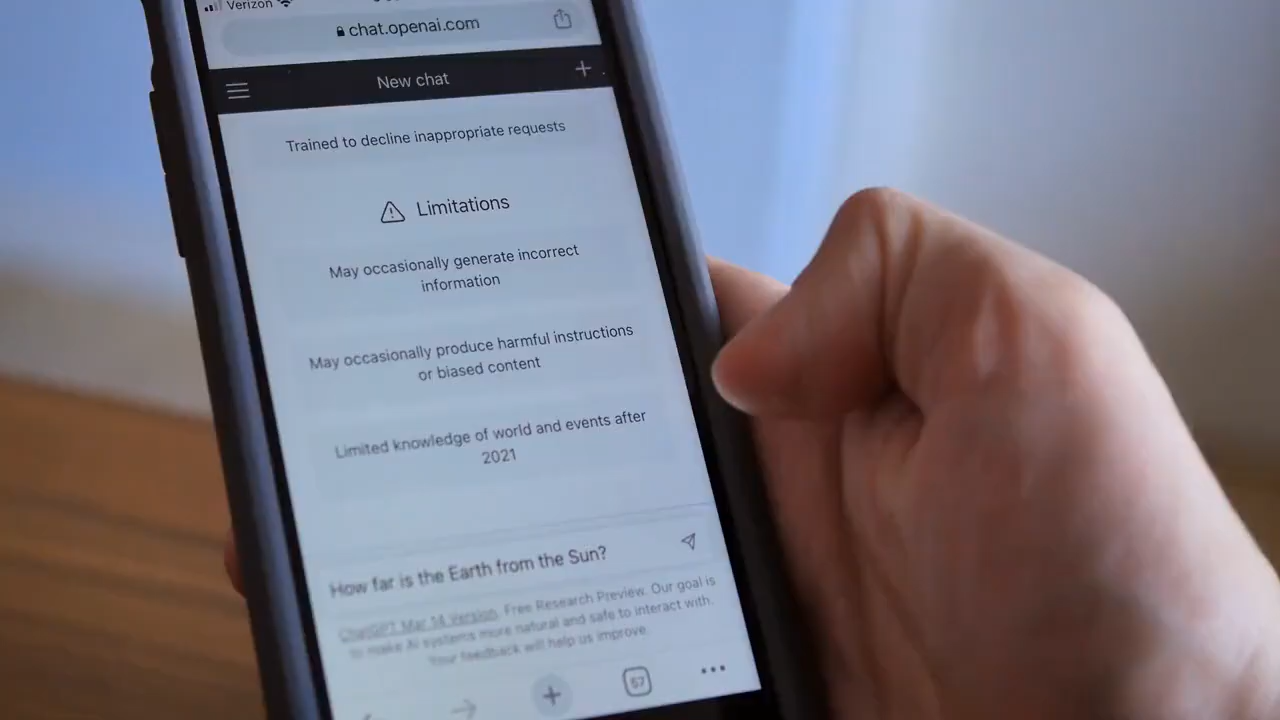 Verizon
chat.openai.com
New chat
Trained to decline inappropriate requests
Limitations
May occasionally generate incorrect
information
May occasionally produce harmful instructions
or biased content
Limited knowledge of world and events after
2021
How far is the Earth from the Sun?
ChatGPT Mar 14 Version. Free Research Preview. Our goal is
to make AI systems more natural and safe to interact with.
Your feedback will help us improve.
57